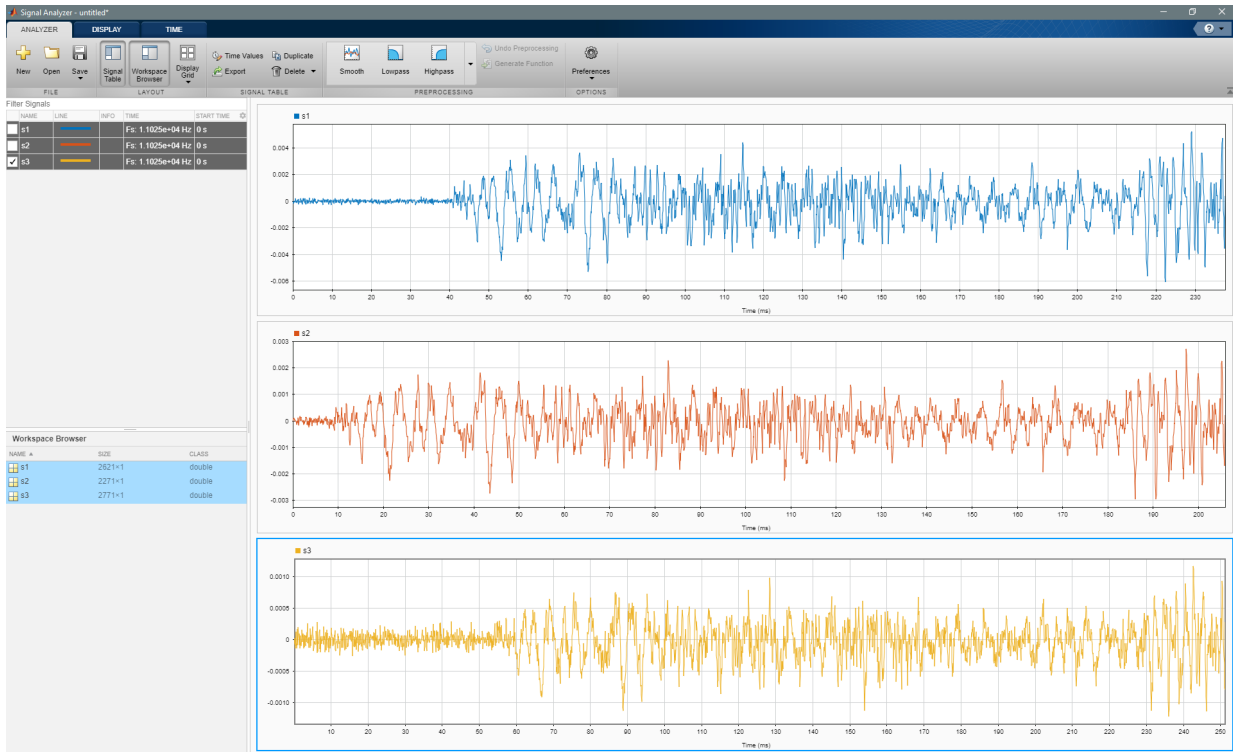 Signal Analyzer - untitled*
ANALYZER DISPLAY TIME
?
New Open Save Signal Table Workspace Browser Display Grid Time Values Duplicate Export Delete Smooth Lowpass Highpass Undo Preprocessing Generate Function Preferences
FILE LAYOUT SIGNAL TABLE PREPROCESSING OPTIONS
Filter Signals
NAME LINE INFO TIME START TIME
s1 Fs: 1.1025e+04 Hz 0 s
s2 Fs: 1.1025e+04 Hz 0 s
s3 Fs: 1.1025e+04 Hz 0 s
Workspace Browser
NAME SIZE CLASS
s1 2621×1 double
s2 2271×1 double
s3 2771×1 double
s1
0.004
0.002
0
-0.002
-0.004
-0.006
0 10 20 30 40 50 60 70 80 90 100 110 120 130 140 150 160 170 180 190 200 210 220 230
Time (ms)
s2
0.003
0.002
0.001
0
-0.001
-0.002
-0.003
0 10 20 30 40 50 60 70 80 90 100 110 120 130 140 150 160 170 180 190 200
Time (ms)
s3
0.0010
0.0005
0
-0.0005
-0.0010
10 20 30 40 50 60 70 80 90 100 110 120 130 140 150 160 170 180 190 200 210 220 230 240 250
Time (ms)